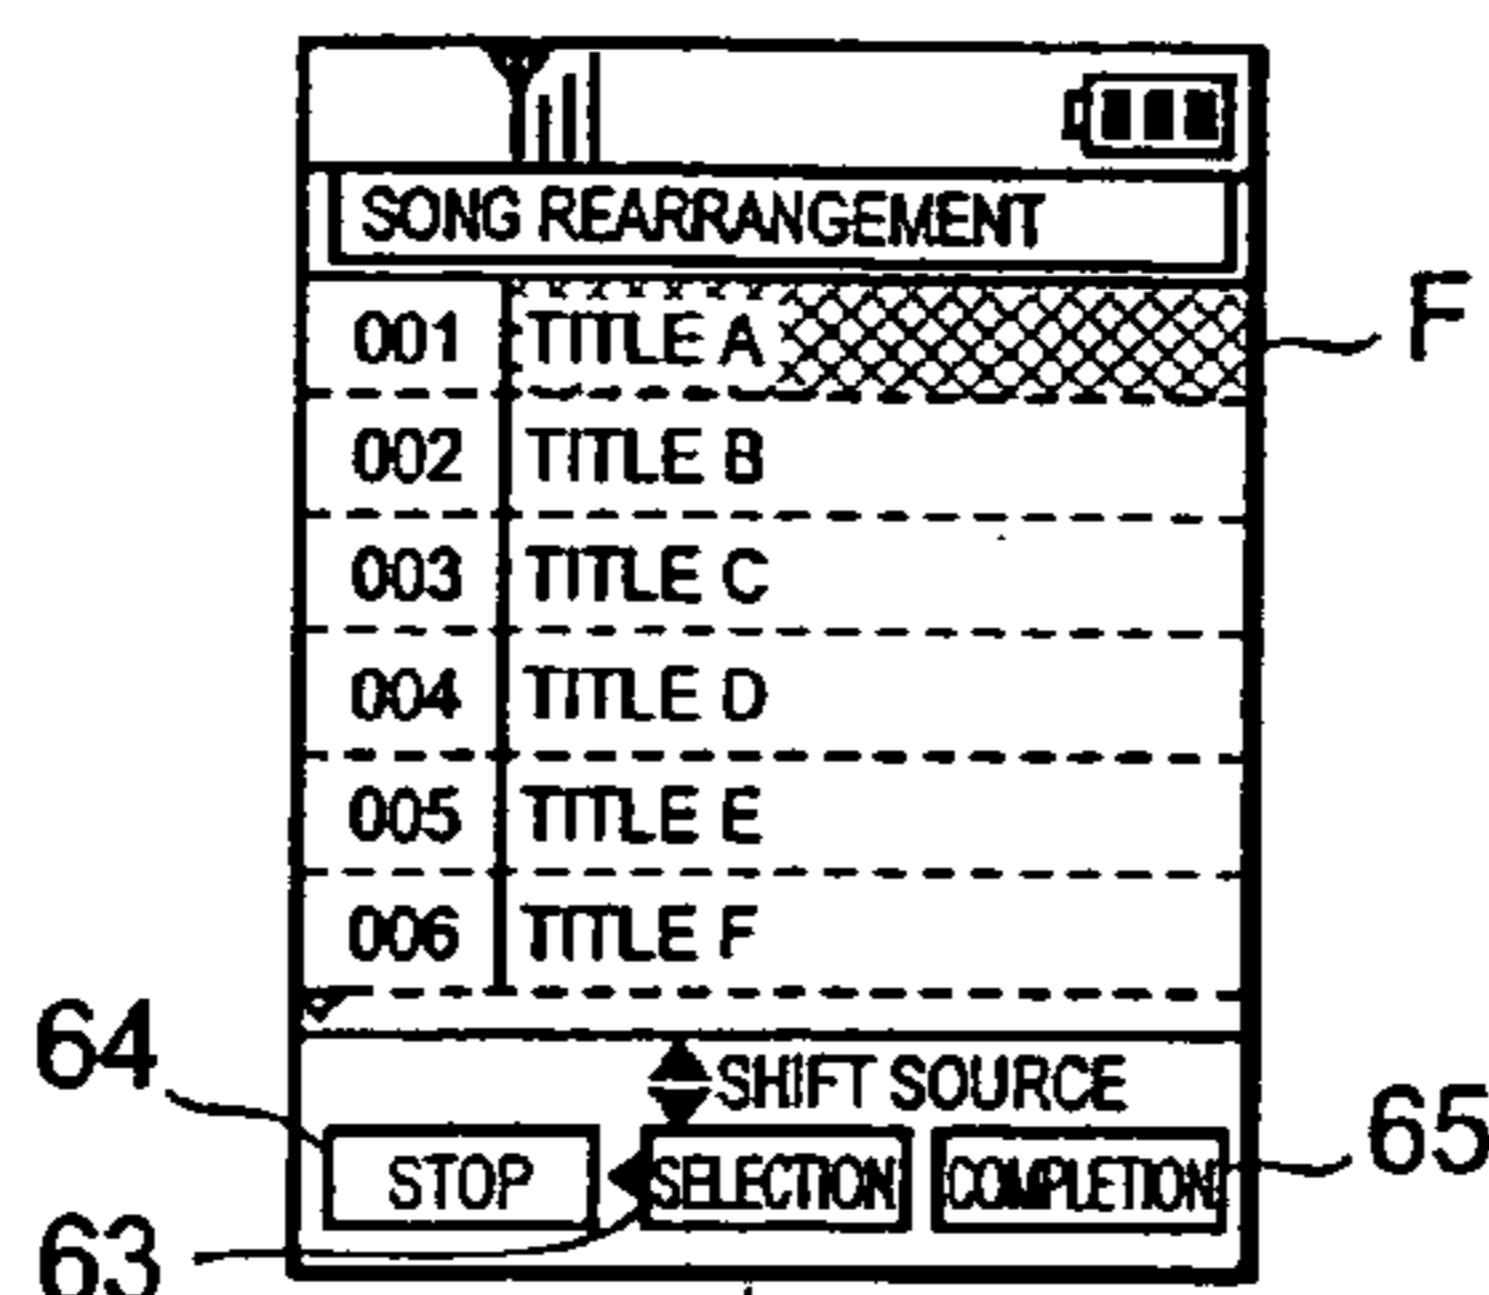 SONG REARRANGEMENT
F
001 TITLE A
002 TITLE B
003 TITLE C
004 TITLE D
005 TITLE E
006 TITLE F
64
SHIFT SOURCE
65
STOP SELECTION COMPLETION
63